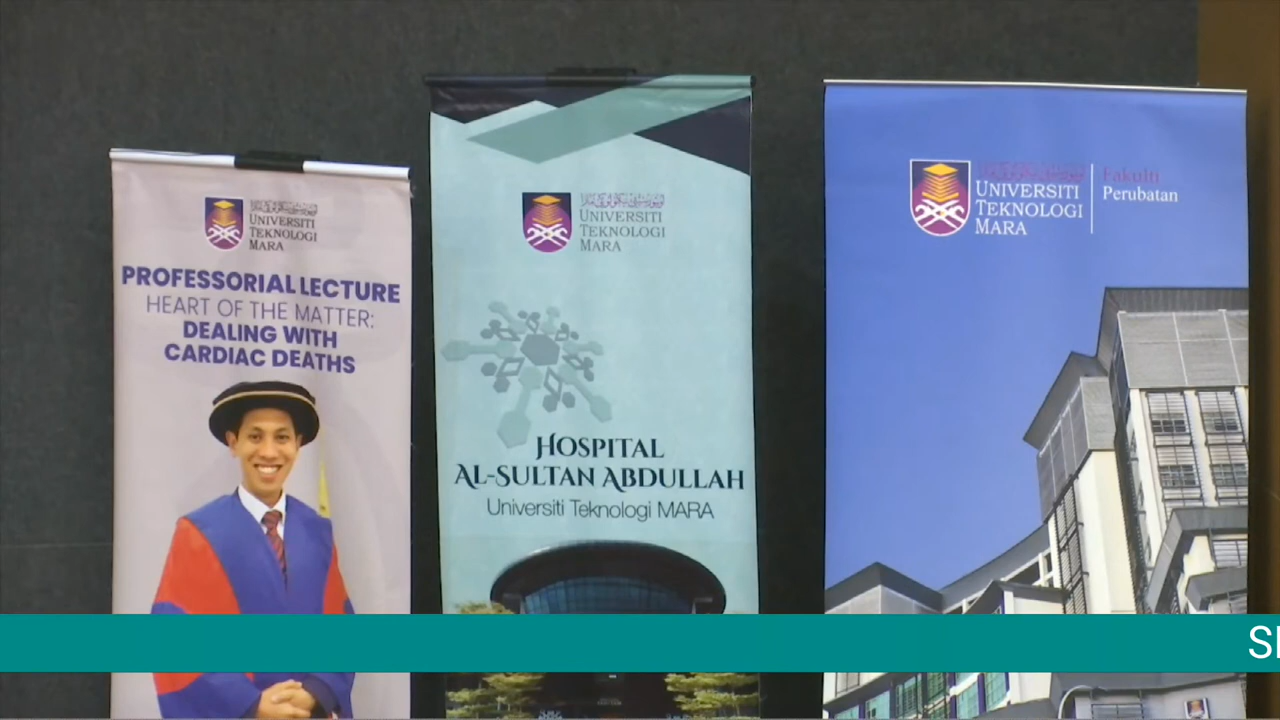 UNIVERSITI
TEKNOLOGI
MARA
PROFESSORIAL LECTURE
HEART OF THE MATTER:
DEALING WITH
CARDIAC DEATHS
UNIVERSITI
TEKNOLOGI
MARA
HOSPITAL
AL-SULTAN ABDULLAH
Universiti Teknologi MARA
UNIVERSITI
TEKNOLOGI
MARA
Fakulti
Perubatan